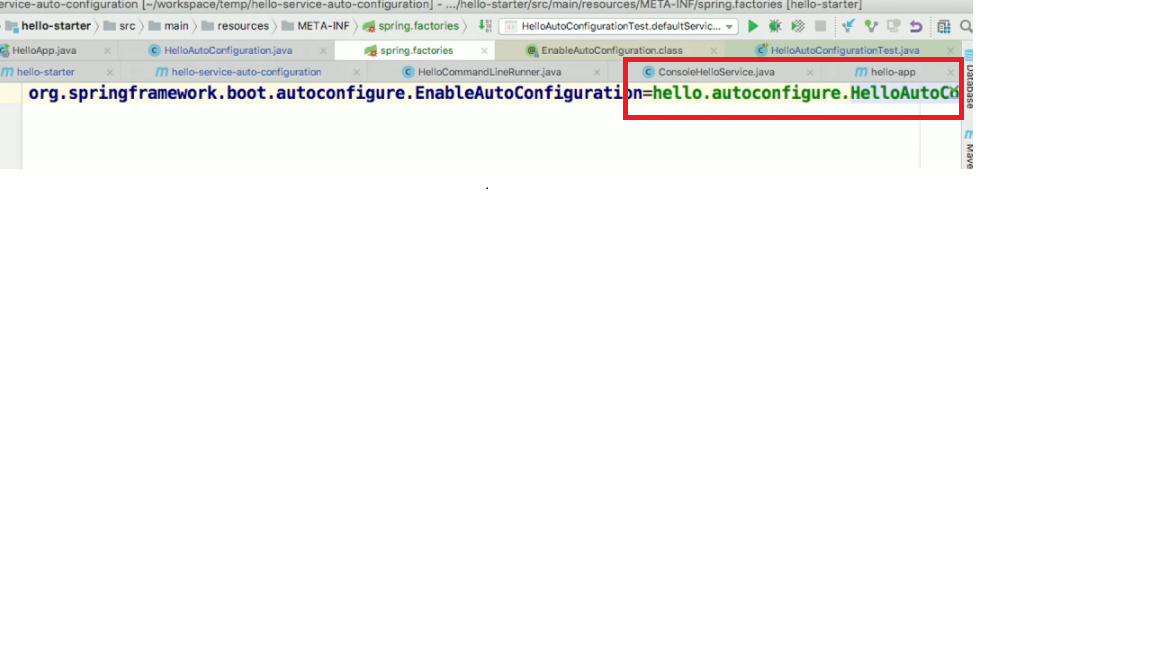 ervice-auto-configuration [~/workspace/temp/hello-service-auto-configuration] - .../hello-starter/src/main/resources/META-INF/spring.factories [hello-starter]
hello-starter src main resources META-INF spring.factories HelloAutoConfigurationTest.defaultServic...
HelloApp.java HelloAutoConfiguration.java spring.factories EnableAutoConfiguration.class HelloAutoConfigurationTest.java
hello-starter hello-service-auto-configuration HelloCommandLineRunner.java ConsoleHelloService.java hello-app
org.springframework.boot.autoconfigure.EnableAutoConfiguration=hello.autoconfigure.HelloAutoCo
Database
Mave